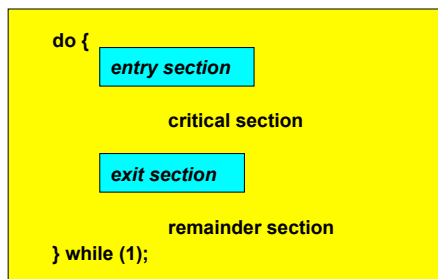 do {
entry section
critical section
exit section
remainder section
} while (1);